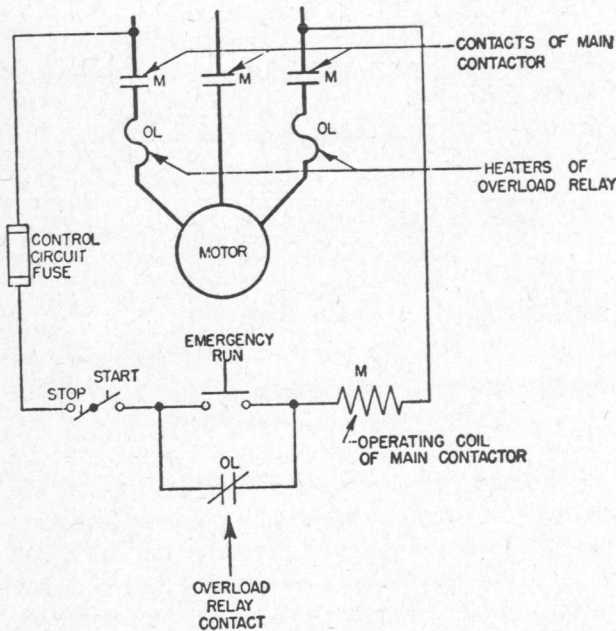 CONTACTS OF MAIN
CONTACTOR
M
M
M
OL
OL
HEATERS OF
OVERLOAD RELAY
CONTROL
CIRCUIT
FUSE
MOTOR
EMERGENCY
RUN
STOP
START
M
OPERATING COIL
OF MAIN CONTACTOR
OL
OVERLOAD
RELAY
CONTACT